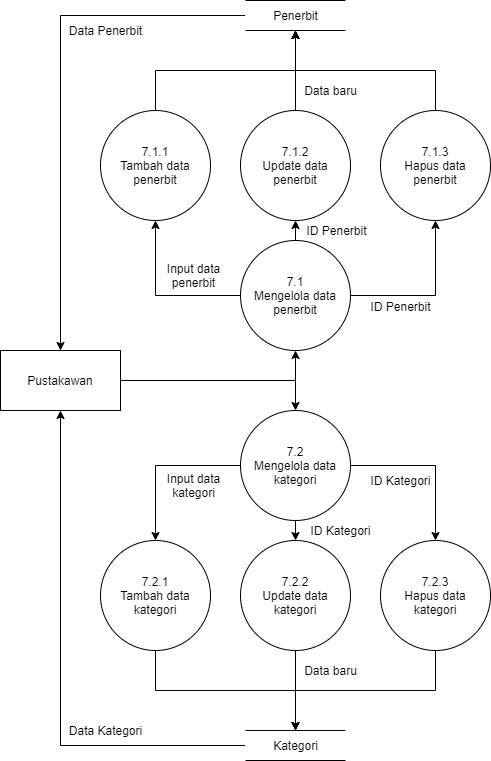 Penerbit
Data Penerbit
Data baru
7.1.1
Tambah data
penerbit
7.1.2
Update data
penerbit
7.1.3
Hapus data
penerbit
ID Penerbit
Input data
penerbit
7.1
Mengelola data
penerbit
ID Penerbit
Pustakawan
7.2
Mengelola data
kategori
Input data
kategori
ID Kategori
ID Kategori
7.2.1
Tambah data
kategori
7.2.2
Update data
kategori
7.2.3
Hapus data
kategori
Data baru
Data Kategori
Kategori